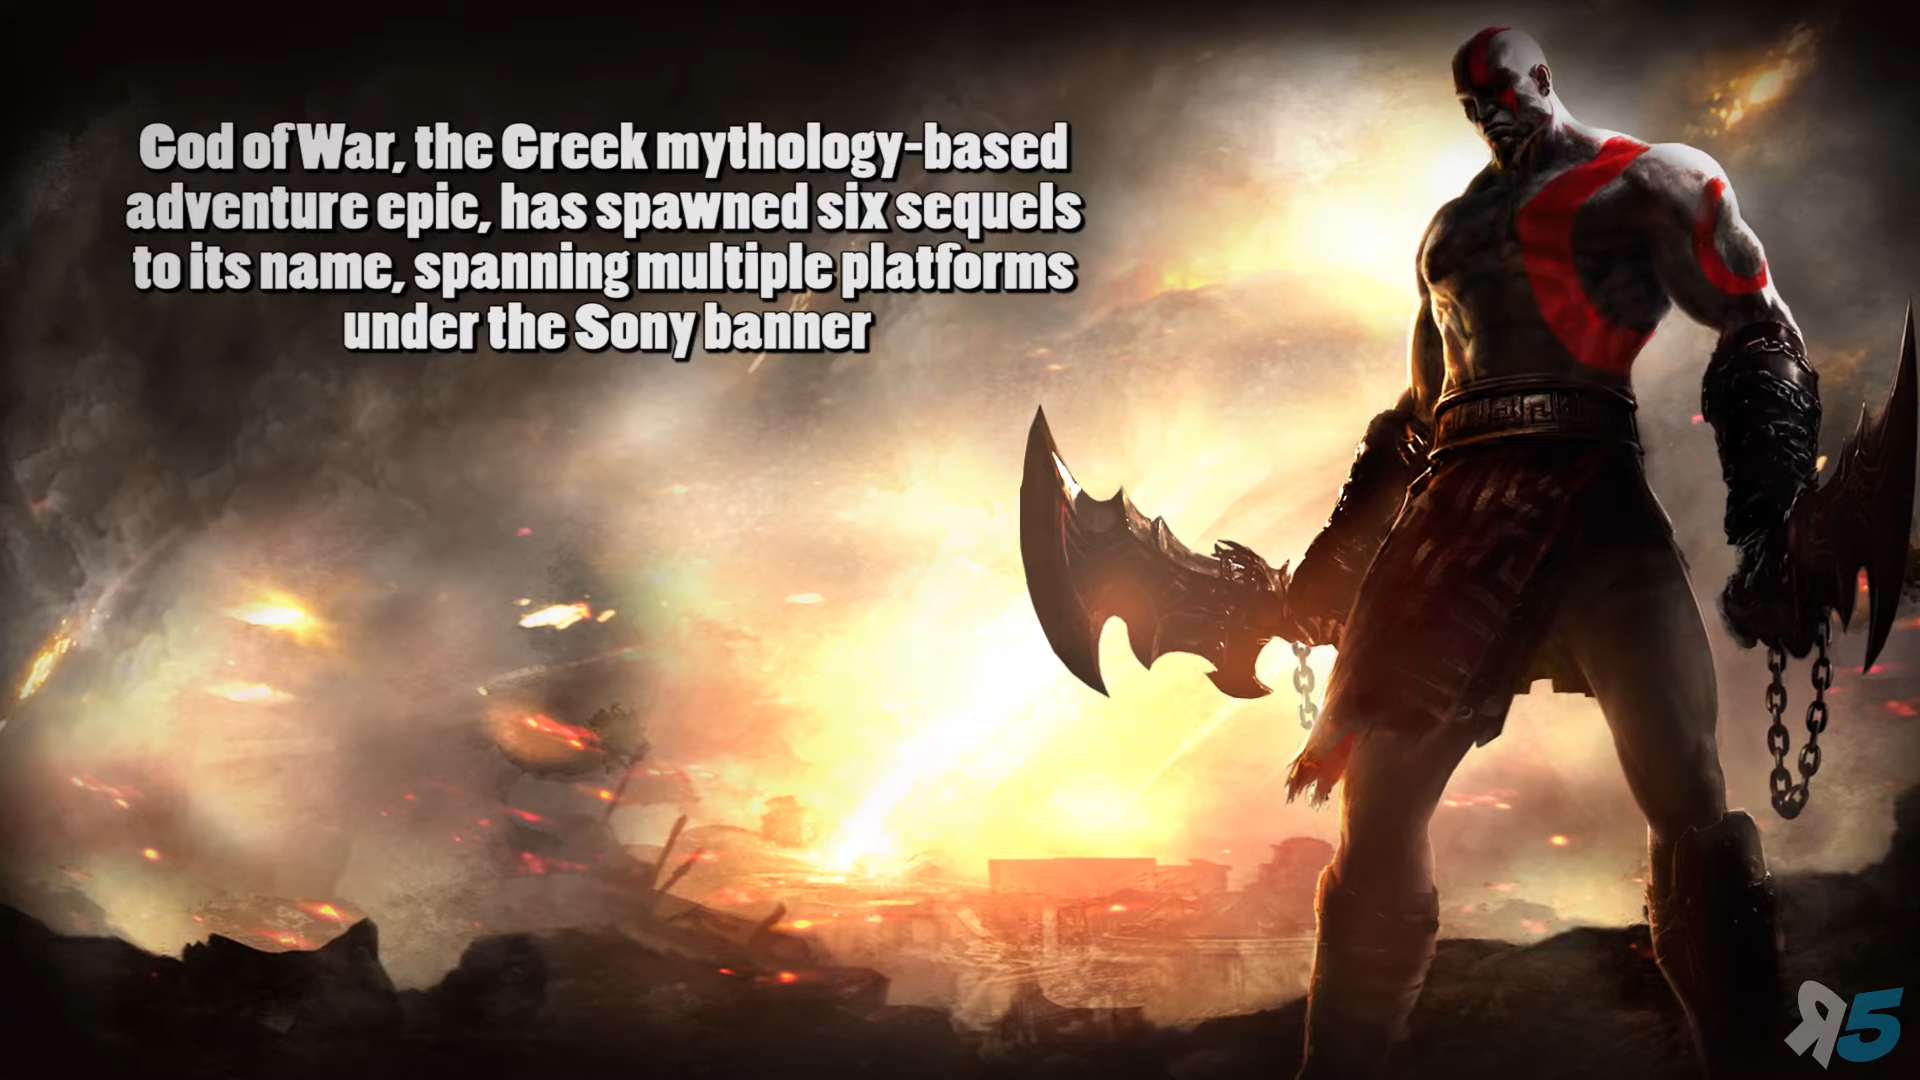 God of War, the Greek mythology-based
adventure epic, has spawned six sequels
to its name, spanning multiple platforms
under the Sony banner
R5